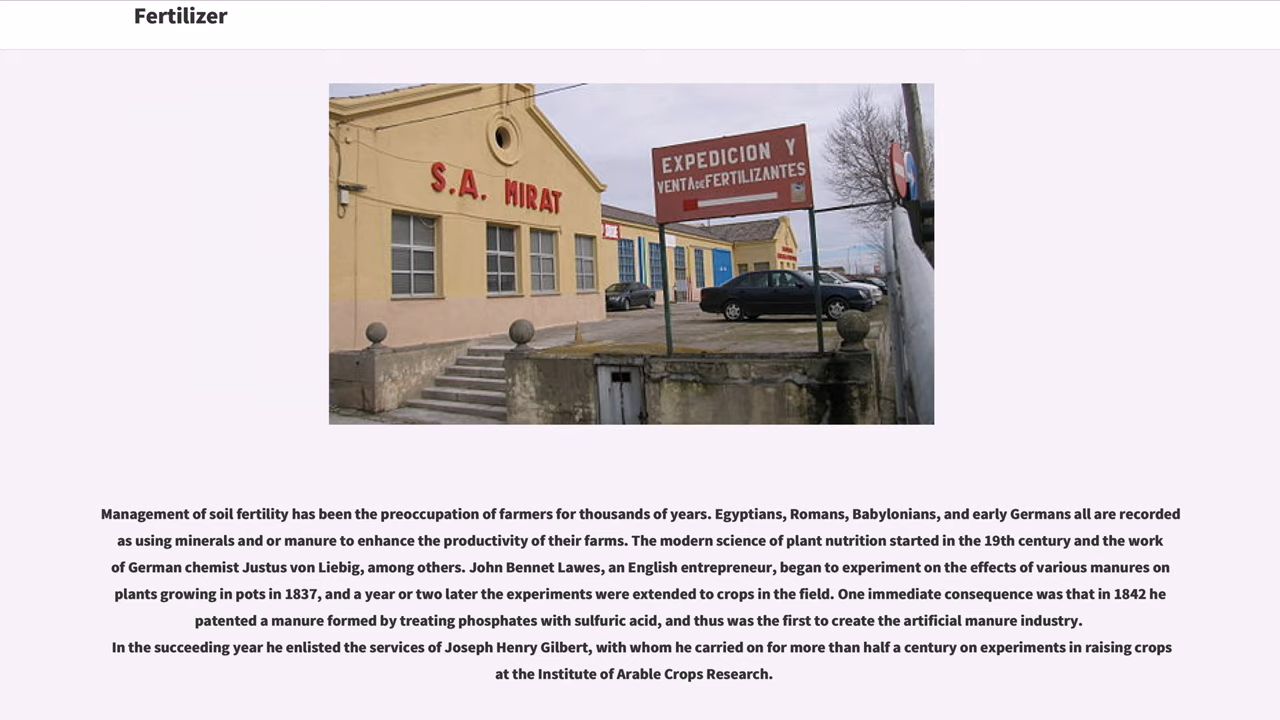 Fertilizer
S.A. MIRAT
EXPEDICION Y
VENTA DE FERTILIZANTES
Management of soil fertility has been the preoccupation of farmers for thousands of years. Egyptians, Romans, Babylonians, and early Germans all are recorded
as using minerals and or manure to enhance the productivity of their farms. The modern science of plant nutrition started in the 19th century and the work
of German chemist Justus von Liebig, among others. John Bennet Lawes, an English entrepreneur, began to experiment on the effects of various manures on
plants growing in pots in 1837, and a year or two later the experiments were extended to crops in the field. One immediate consequence was that in 1842 he
patented a manure formed by treating phosphates with sulfuric acid, and thus was the first to create the artificial manure industry.
In the succeeding year he enlisted the services of Joseph Henry Gilbert, with whom he carried on for more than half a century on experiments in raising crops
at the Institute of Arable Crops Research.